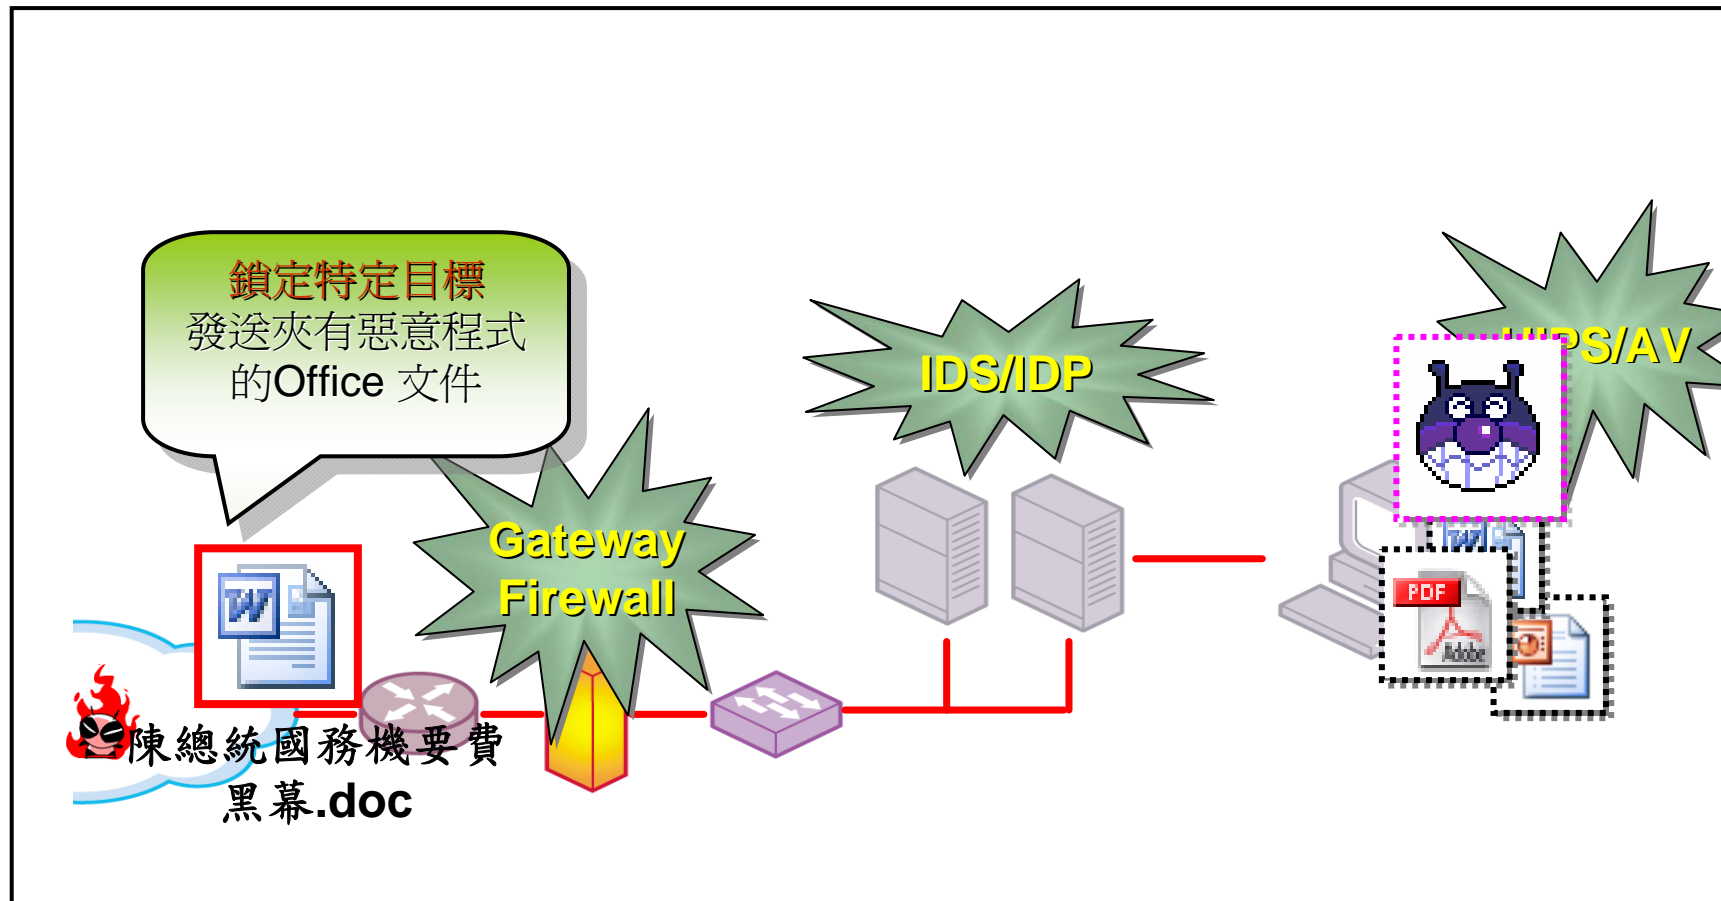 鎖定特定目標
發送夾有惡意程式
的Office 文件
Gateway
Firewall
IDS/IDP
PS/AV
PDF
Adobe
陳總統國務機要費
黑幕.doc